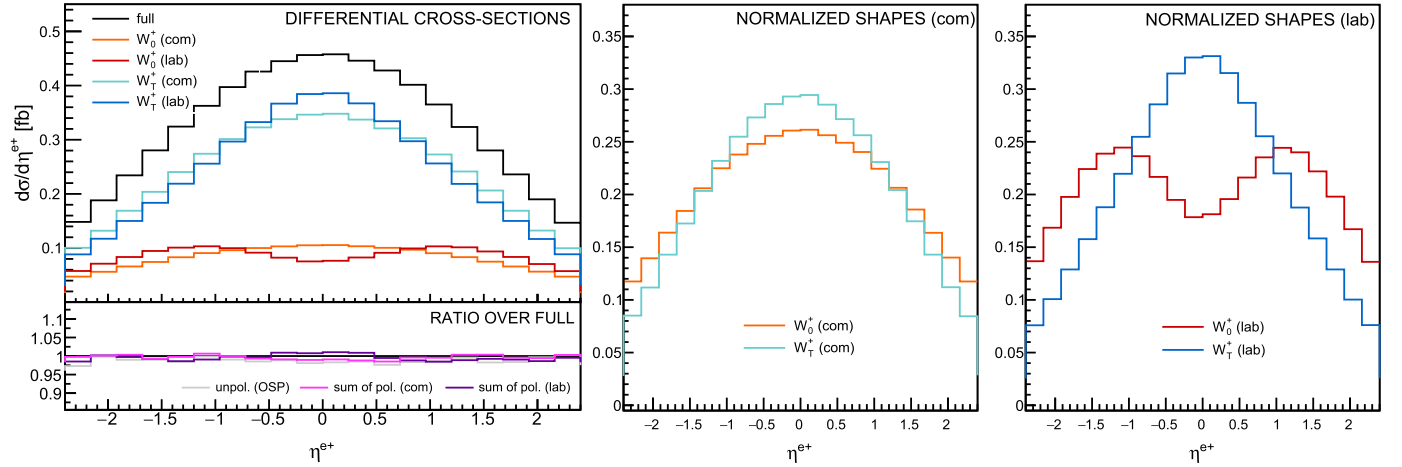 DIFFERENTIAL CROSS-SECTIONS
full
W₀⁺ (com)
W₀⁺ (lab)
W_T⁺ (com)
W_T⁺ (lab)
dσ/dηᵉ⁺ [fb]
0.5
0.4
0.3
0.2
0.1
RATIO OVER FULL
1.1
1.05
1
0.95
0.9
unpol. (OSP)
sum of pol. (com)
sum of pol. (lab)
−2 −1.5 −1 −0.5 0 0.5 1 1.5 2
ηᵉ⁺
NORMALIZED SHAPES (com)
0.35
0.3
0.25
0.2
0.15
0.1
0.05
0
W₀⁺ (com)
W_T⁺ (com)
−2 −1.5 −1 −0.5 0 0.5 1 1.5 2
ηᵉ⁺
NORMALIZED SHAPES (lab)
0.35
0.3
0.25
0.2
0.15
0.1
0.05
0
W₀⁺ (lab)
W_T⁺ (lab)
−2 −1.5 −1 −0.5 0 0.5 1 1.5 2
ηᵉ⁺